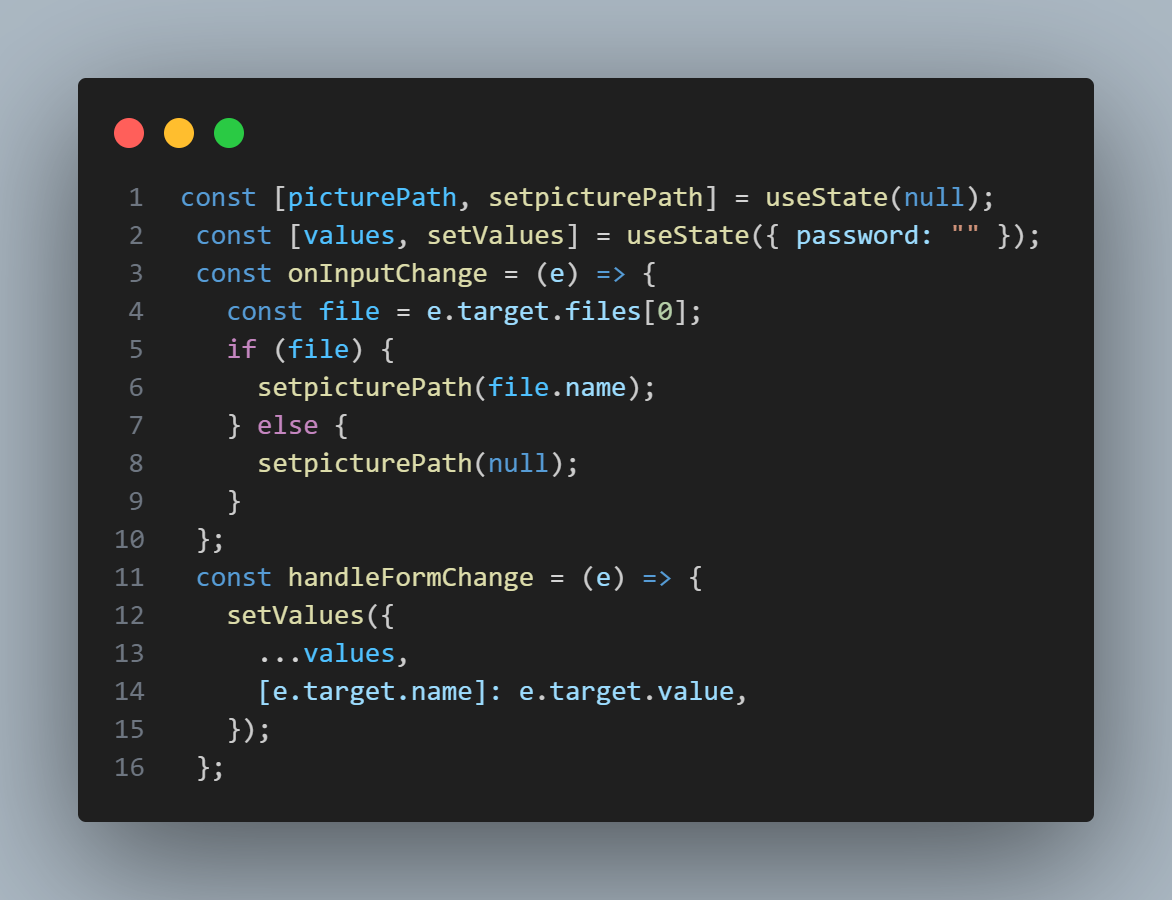 1 const [picturePath, setpicturePath] = useState(null);
2  const [values, setValues] = useState({ password: "" });
3  const onInputChange = (e) => {
4    const file = e.target.files[0];
5    if (file) {
6      setpicturePath(file.name);
7    } else {
8      setpicturePath(null);
9    }
10  };
11  const handleFormChange = (e) => {
12    setValues({
13      ...values,
14      [e.target.name]: e.target.value,
15    });
16  };